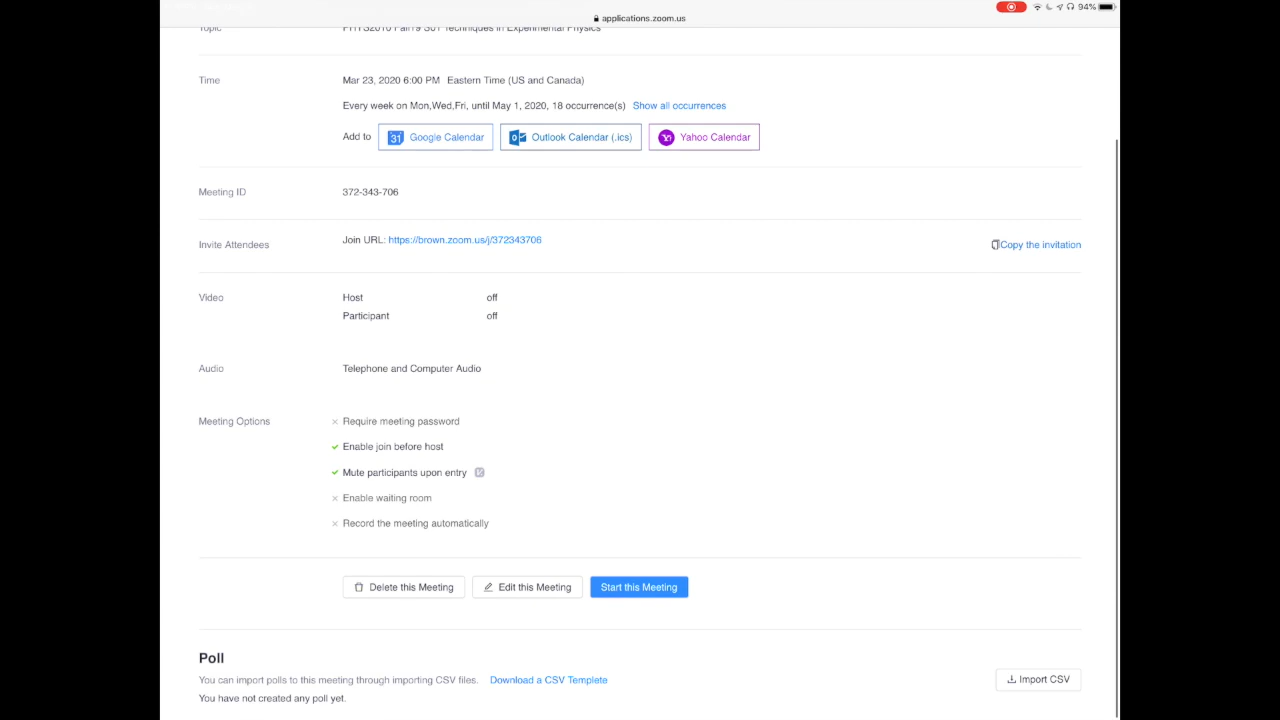 applications.zoom.us
94%
Topic
Techniques in Experimental Physics
Time
Mar 23, 2020 6:00 PM Eastern Time (US and Canada)
Every week on Mon,Wed,Fri, until May 1, 2020, 18 occurrence(s) Show all occurrences
Add to 31 Google Calendar Outlook Calendar (.ics) Yahoo Calendar
Meeting ID
372-343-706
Invite Attendees
Join URL: https://brown.zoom.us/j/372343706
Copy the invitation
Video
Host off
Participant off
Audio
Telephone and Computer Audio
Meeting Options
Require meeting password
Enable join before host
Mute participants upon entry
Enable waiting room
Record the meeting automatically
Delete this Meeting Edit this Meeting Start this Meeting
Poll
You can import polls to this meeting through importing CSV files. Download a CSV Template
Import CSV
You have not created any poll yet.